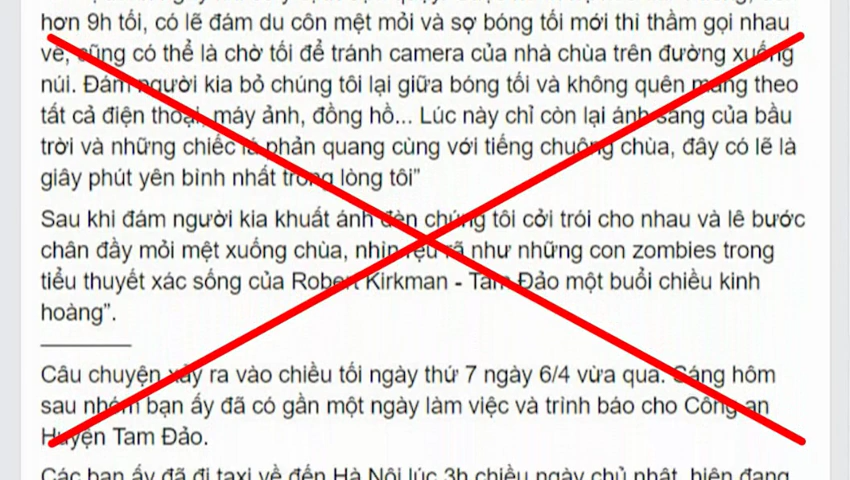 hơn 9h tối, có lẽ đám du côn mệt mỏi và sợ bóng tối mới thì thầm gọi nhau
về, cũng có thể là chờ tối để tránh camera của nhà chùa trên đường xuống
núi. Đám người kia bỏ chúng tôi lại giữa bóng tối và không quên mang theo
tất cả điện thoại, máy ảnh, đồng hồ... Lúc này chỉ còn lại ánh sáng của bầu
trời và những chiếc lá phản quang cùng với tiếng chuông chùa, đây có lẽ là
giây phút yên bình nhất trong lòng tôi”
Sau khi đám người kia khuất ánh đèn chúng tôi cởi trói cho nhau và lê bước
chân đầy mỏi mệt xuống chùa, nhìn rệu rã như những con zombies trong
tiểu thuyết xác sống của Robert Kirkman - Tam Đảo một buổi chiều kinh
hoàng”.
Câu chuyện xảy ra vào chiều tối ngày thứ 7 ngày 6/4 vừa qua. Sáng hôm
sau nhóm bạn ấy đã có gần một ngày làm việc và trình báo cho Công an
Huyện Tam Đảo.
Các bạn ấy đã đi taxi về đến Hà Nội lúc 3h chiều ngày chủ nhật, hiện đang